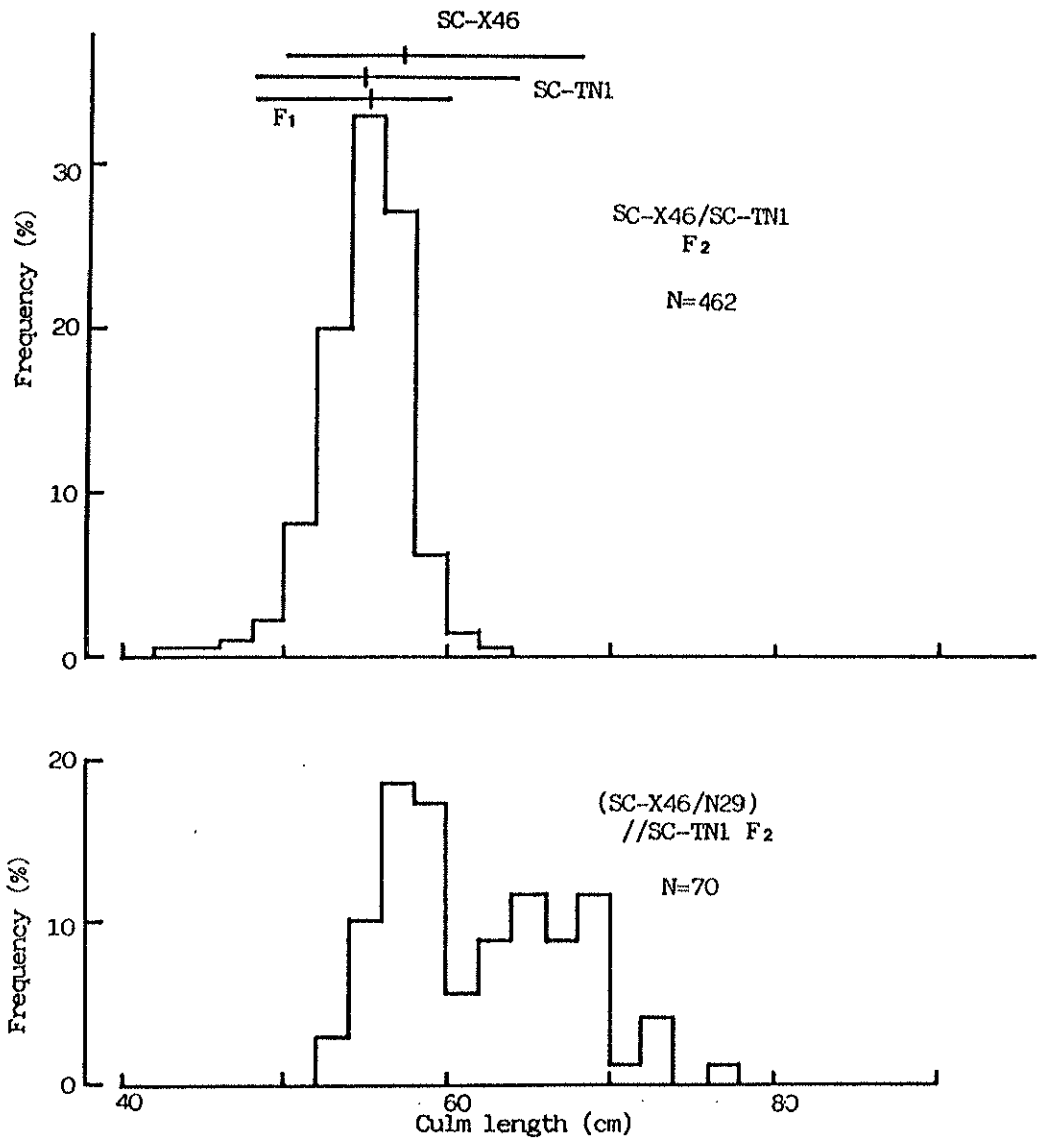 SC-X46
SC-TN1
F1
30
20
10
0
Frequency (%)
SC-X46/SC-TN1
F2
N=462
20
10
0
Frequency (%)
(SC-X46/N29)
//SC-TN1 F2
N=70
40
60
80
Culm length (cm)